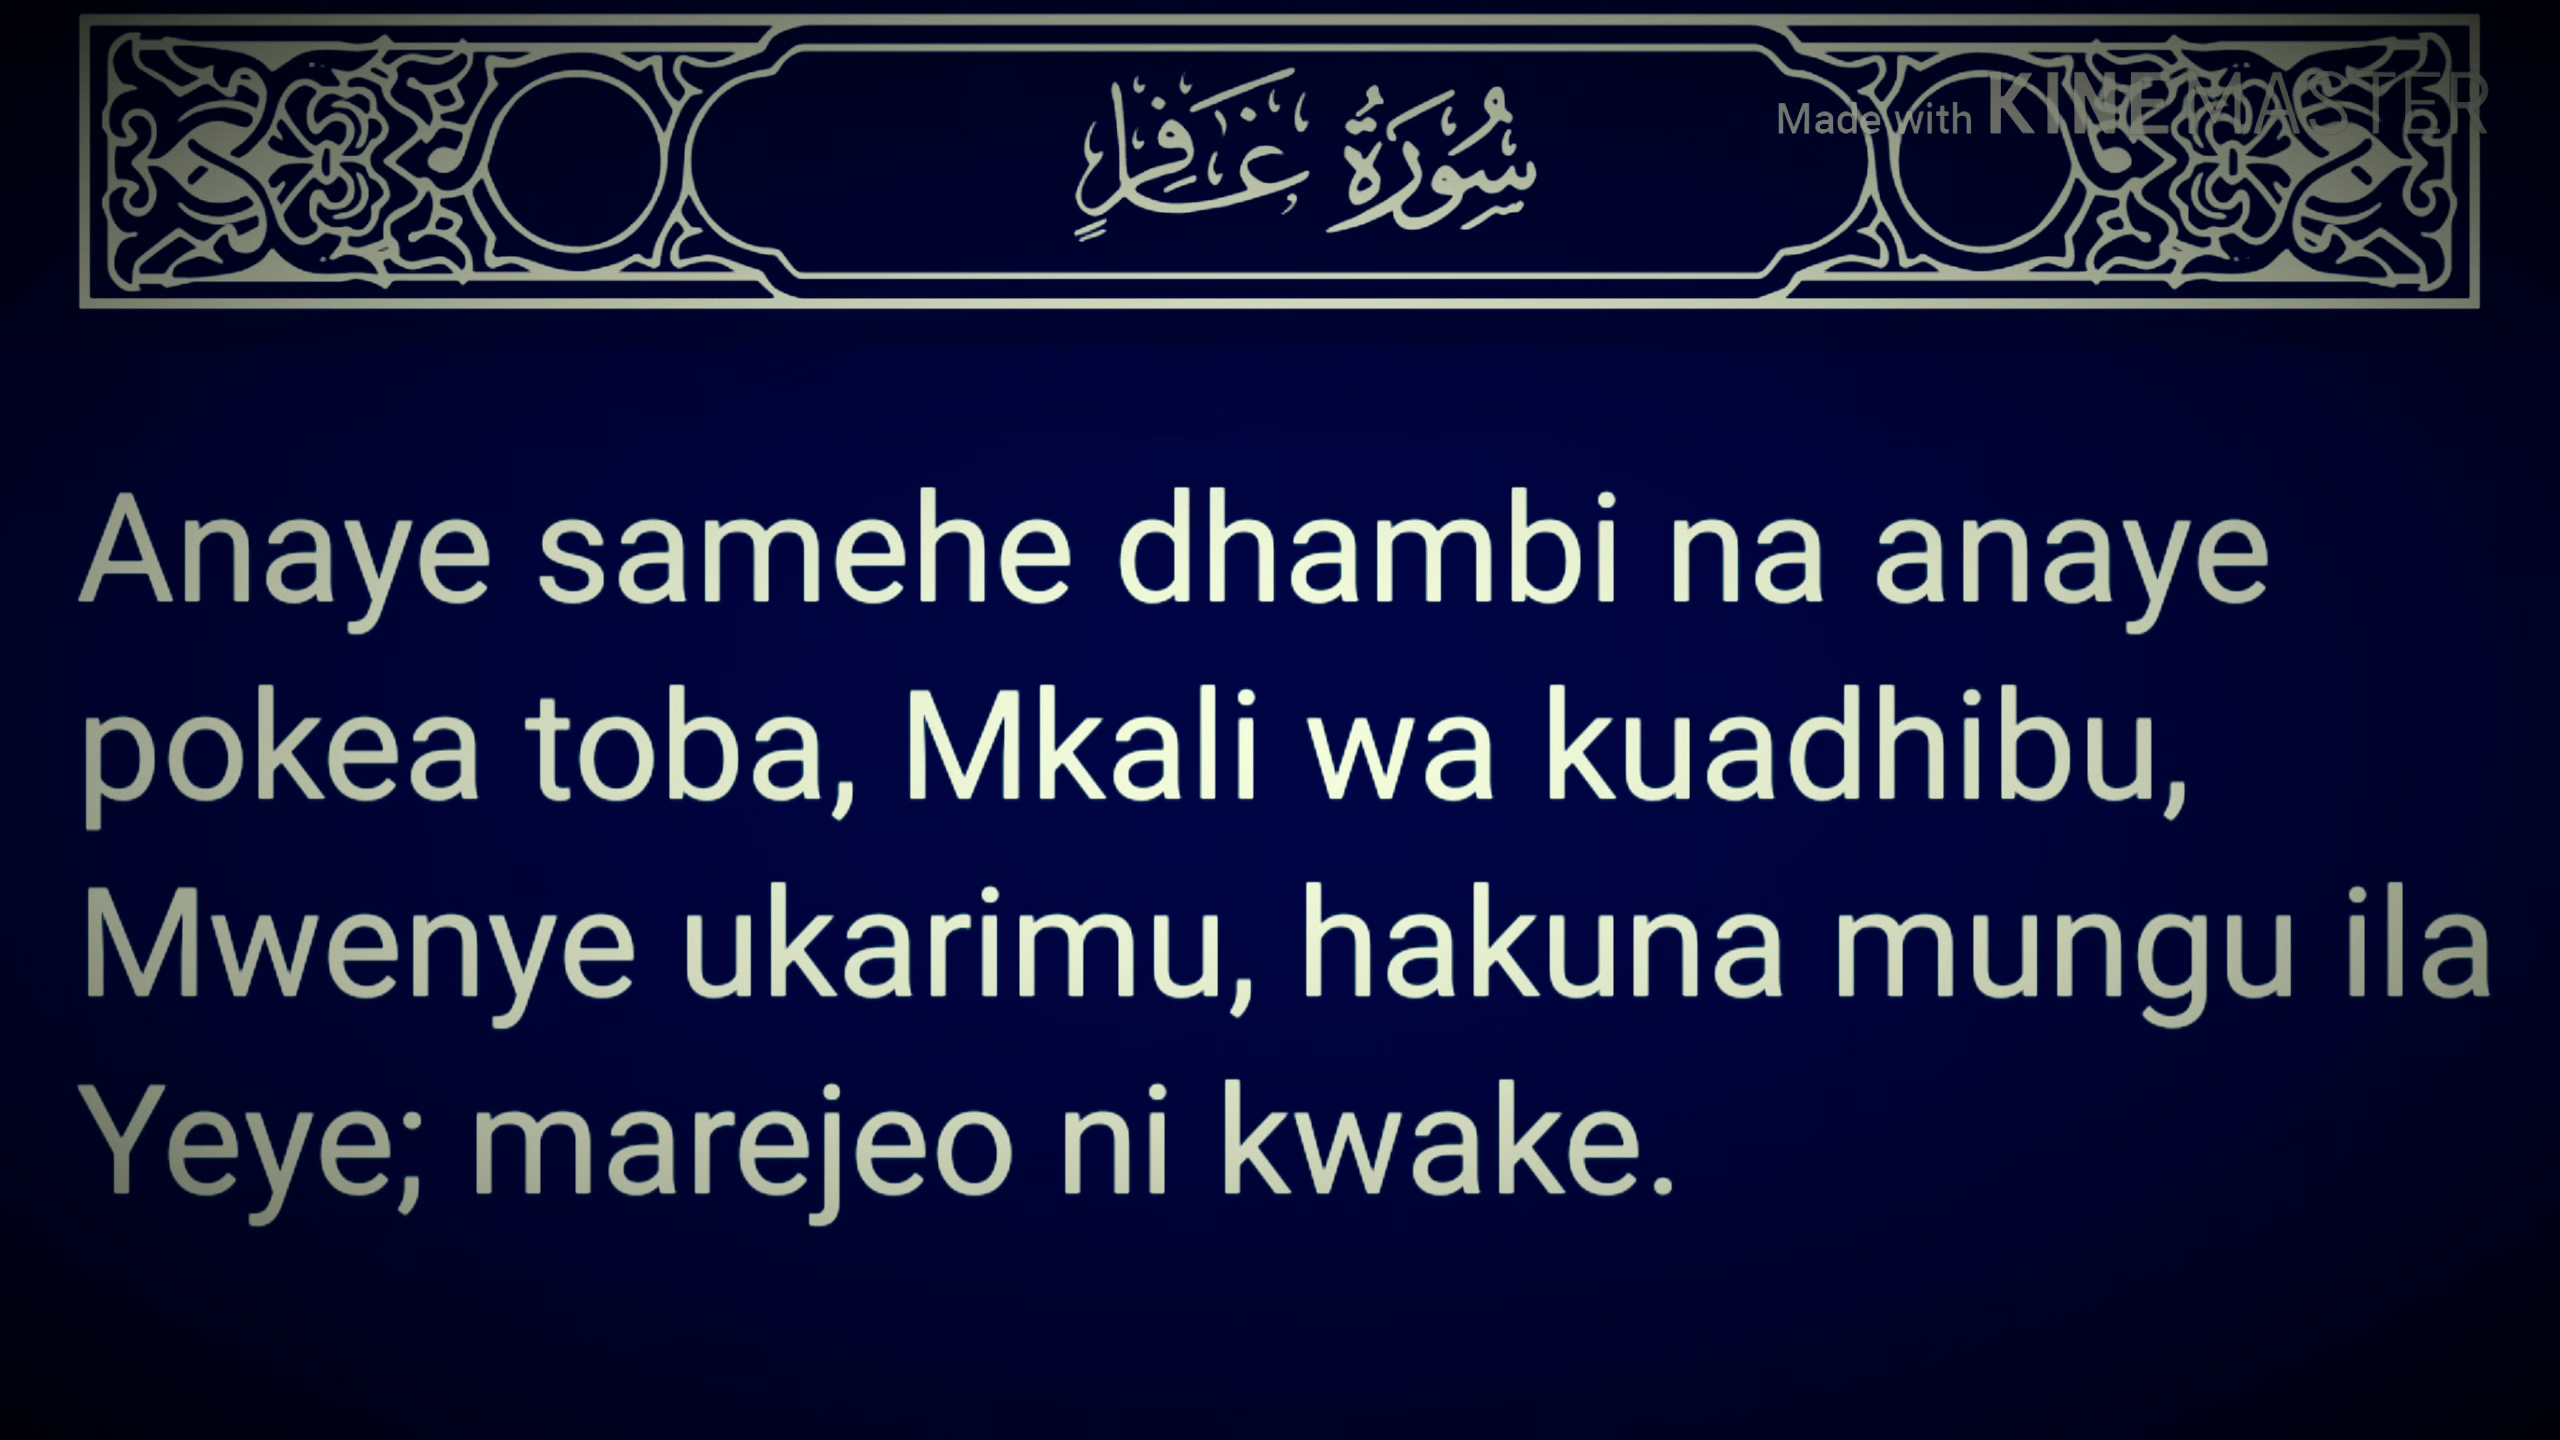 سُورَةُ غَافِرٍ
Made with KINEMASTER
Anaye samehe dhambi na anaye
pokea toba, Mkali wa kuadhibu,
Mwenye ukarimu, hakuna mungu ila
Yeye; marejeo ni kwake.